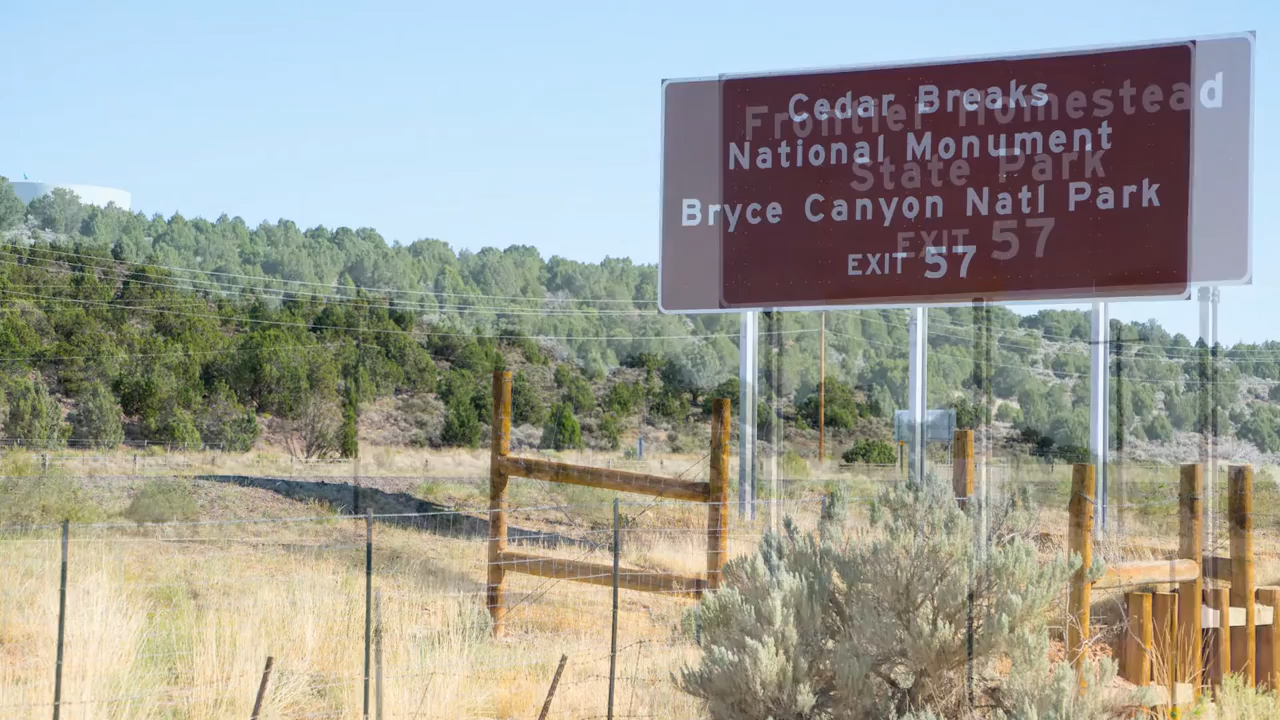 Cedar Breaks
National Monument
Bryce Canyon Natl Park
EXIT 57
Frontier Homestead
State Park
EXIT 57